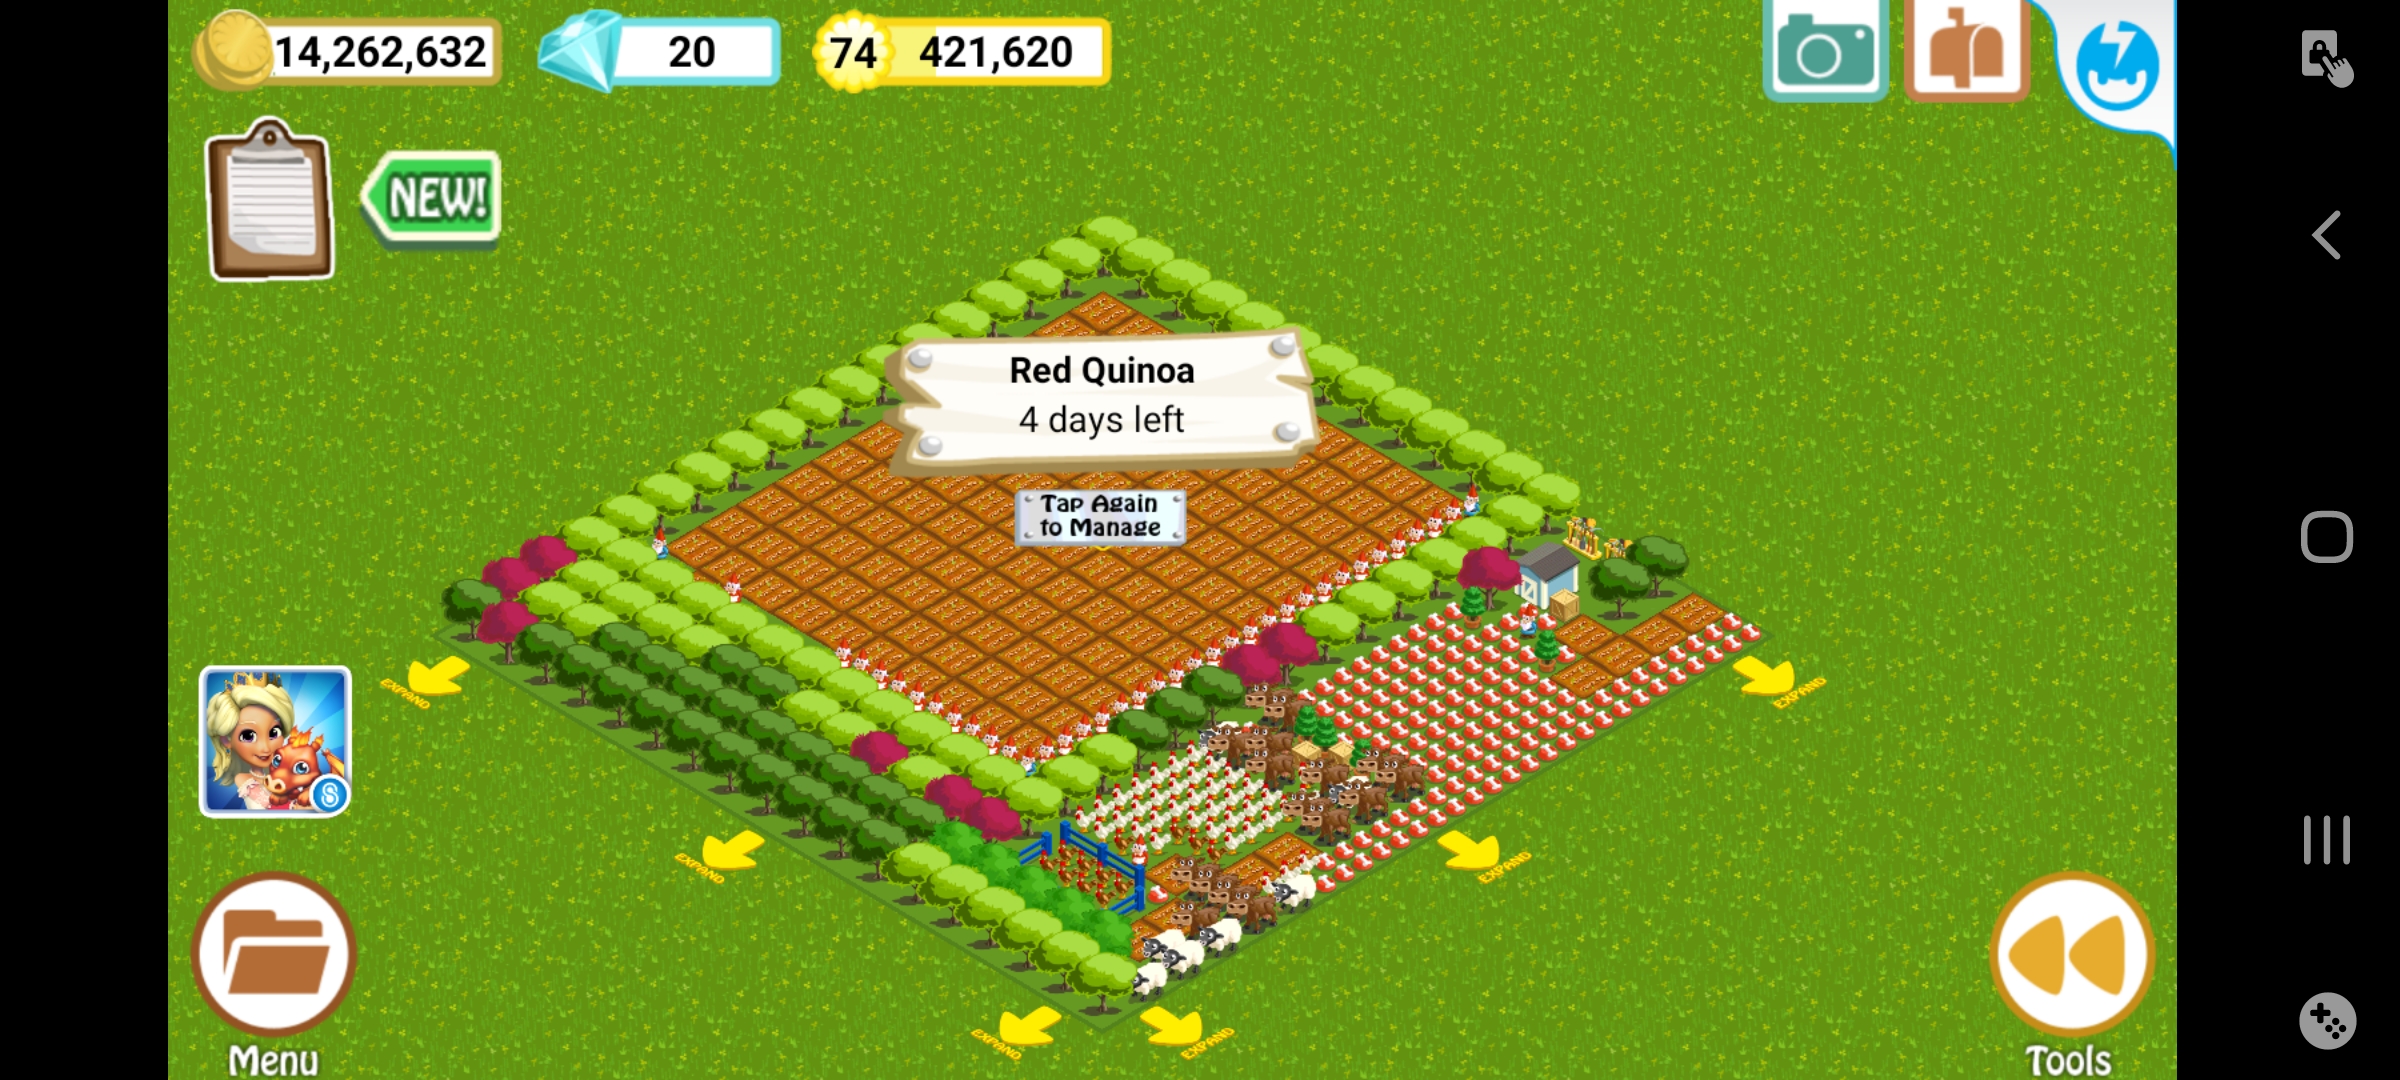 14,262,632
20
74
421,620
NEW!
Red Quinoa
4 days left
Tap Again
to Manage
EXPAND
EXPAND
EXPAND
EXPAND
EXPAND
EXPAND
S
Menu
Tools